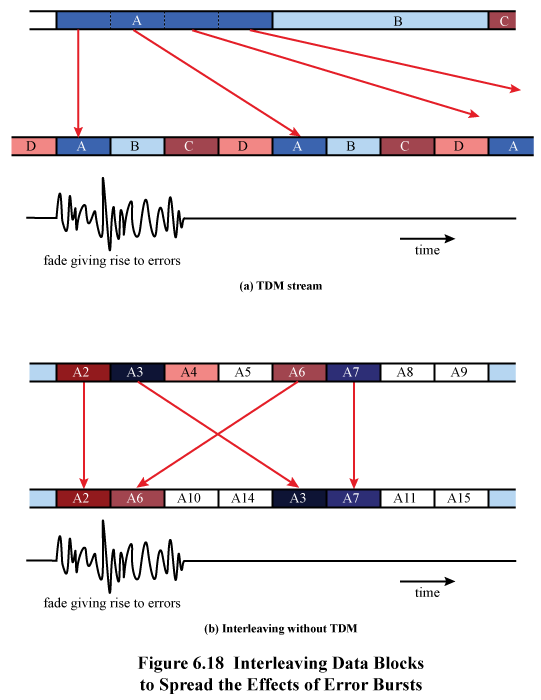 A B C
D A B C D A B C D A
fade giving rise to errors
time
(a) TDM stream
A2 A3 A4 A5 A6 A7 A8 A9
A2 A6 A10 A14 A3 A7 A11 A15
fade giving rise to errors
time
(b) Interleaving without TDM
Figure 6.18 Interleaving Data Blocks
to Spread the Effects of Error Bursts